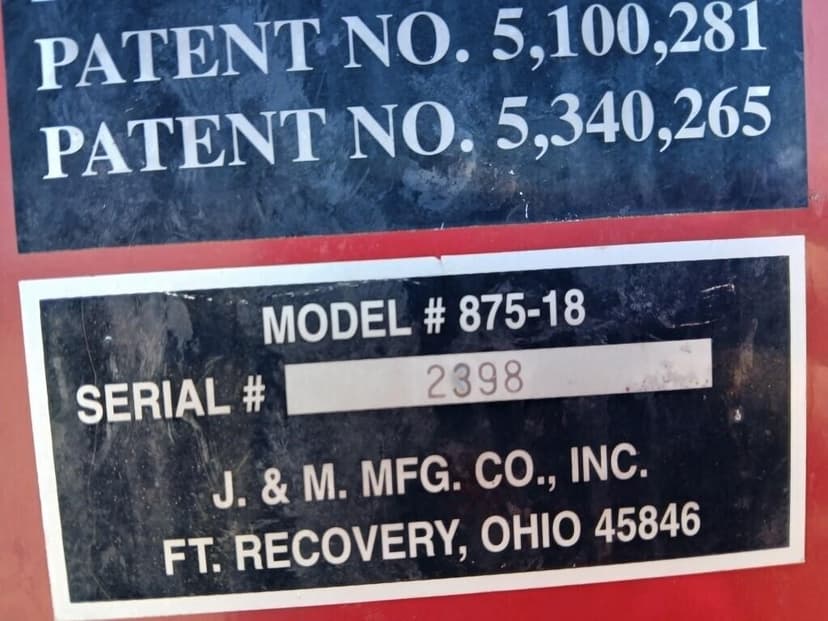 PATENT NO. 5,100,281
PATENT NO. 5,340,265
MODEL # 875-18
SERIAL # 2398
J. & M. MFG. CO., INC.
FT. RECOVERY, OHIO 45846